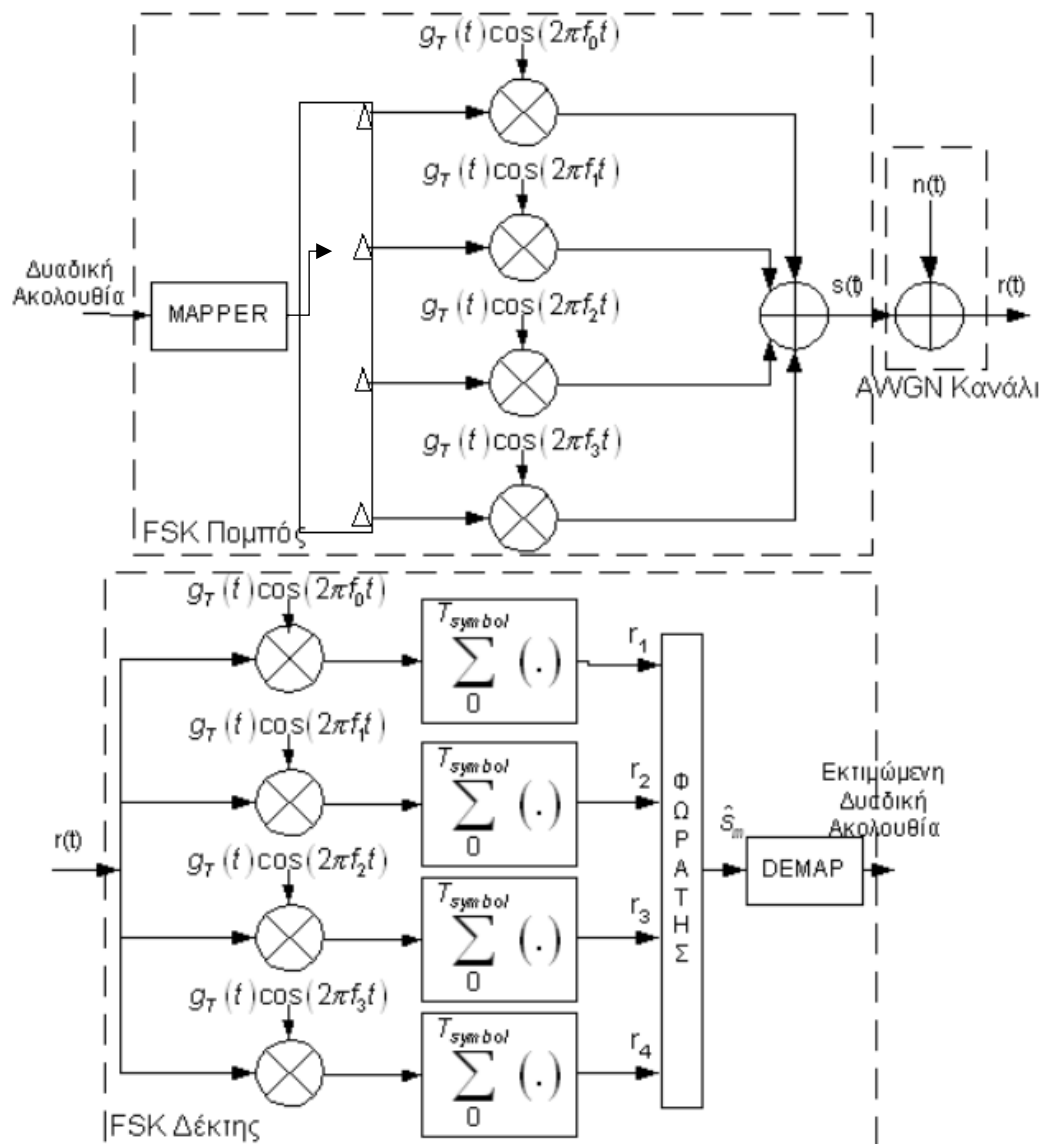 g_T(t)cos(2πf_0t)
g_T(t)cos(2πf_1t)
n(t)
Δυαδική
Ακολουθία
MAPPER
g_T(t)cos(2πf_2t)
s(t)
r(t)
AWGN Κανάλι
g_T(t)cos(2πf_3t)
FSK Πομπός
g_T(t)cos(2πf_0t)
T_symbol
∑ (.)
0
r_1
g_T(t)cos(2πf_1t)
T_symbol
∑ (.)
0
r_2
Φ
Ω
Ρ
Α
Τ
Η
Σ
Εκτιμώμενη
Δυαδική
Ακολουθία
ŝ_m
DEMAP
r(t)
g_T(t)cos(2πf_2t)
T_symbol
∑ (.)
0
r_3
g_T(t)cos(2πf_3t)
T_symbol
∑ (.)
0
r_4
FSK Δέκτης